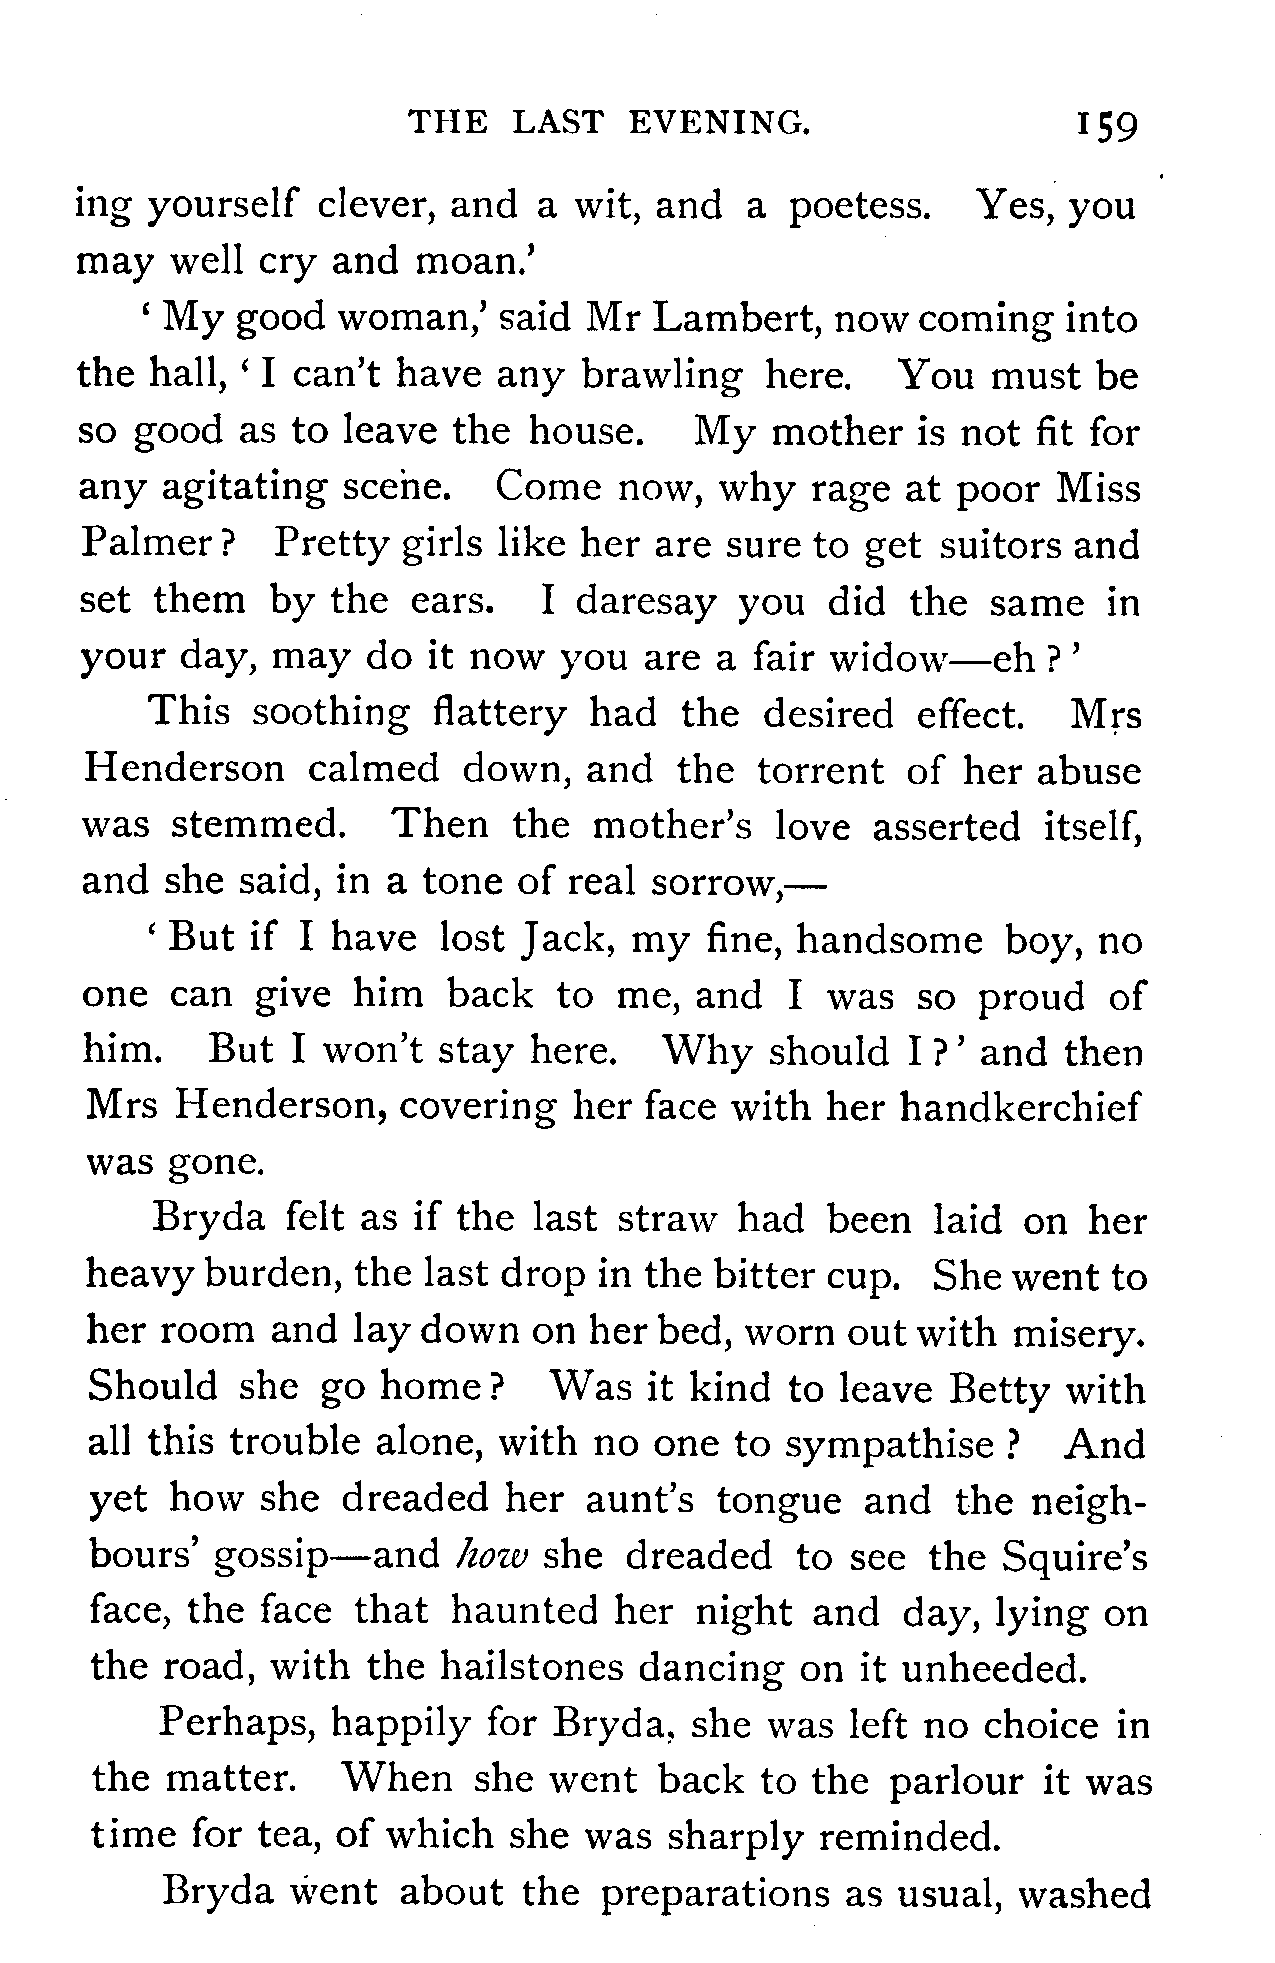 THE LAST EVENING. 159
ing yourself clever, and a wit, and a poetess. Yes, you
may well cry and moan.’
‘ My good woman,’ said Mr Lambert, now coming into
the hall, ‘ I can’t have any brawling here. You must be
so good as to leave the house. My mother is not fit for
any agitating scene. Come now, why rage at poor Miss
Palmer ? Pretty girls like her are sure to get suitors and
set them by the ears. I daresay you did the same in
your day, may do it now you are a fair widow—eh ? ’
This soothing flattery had the desired effect. Mrs
Henderson calmed down, and the torrent of her abuse
was stemmed. Then the mother’s love asserted itself,
and she said, in a tone of real sorrow,—
‘ But if I have lost Jack, my fine, handsome boy, no
one can give him back to me, and I was so proud of
him. But I won’t stay here. Why should I ? ’ and then
Mrs Henderson, covering her face with her handkerchief
was gone.
Bryda felt as if the last straw had been laid on her
heavy burden, the last drop in the bitter cup. She went to
her room and lay down on her bed, worn out with misery.
Should she go home ? Was it kind to leave Betty with
all this trouble alone, with no one to sympathise ? And
yet how she dreaded her aunt’s tongue and the neigh-
bours’ gossip—and how she dreaded to see the Squire’s
face, the face that haunted her night and day, lying on
the road, with the hailstones dancing on it unheeded.
Perhaps, happily for Bryda, she was left no choice in
the matter. When she went back to the parlour it was
time for tea, of which she was sharply reminded.
Bryda went about the preparations as usual, washed